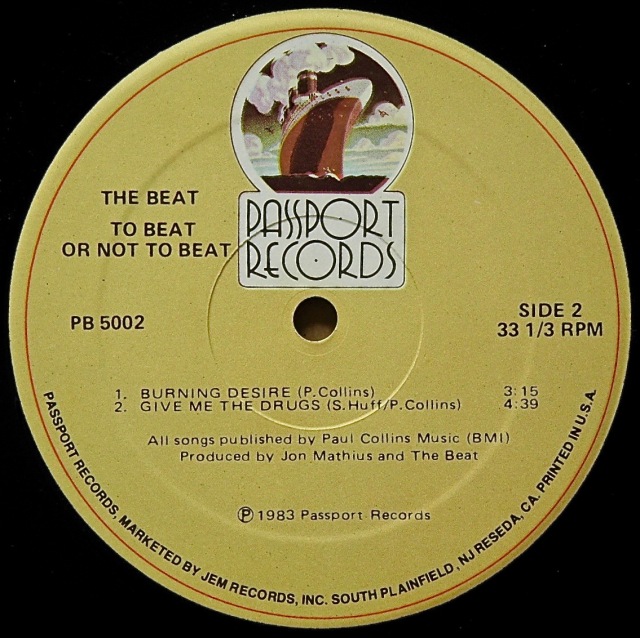 PASSPORT
RECORDS
THE BEAT
TO BEAT
OR NOT TO BEAT
PB 5002
SIDE 2
33 1/3 RPM
1. BURNING DESIRE (P.Collins) 3:15
2. GIVE ME THE DRUGS (S.Huff/P.Collins) 4:39
All songs published by Paul Collins Music (BMI)
Produced by Jon Mathius and The Beat
Ⓟ 1983 Passport Records
PASSPORT RECORDS, MARKETED BY JEM RECORDS, INC. SOUTH PLAINFIELD, NJ RESEDA, CA. PRINTED IN U.S.A.